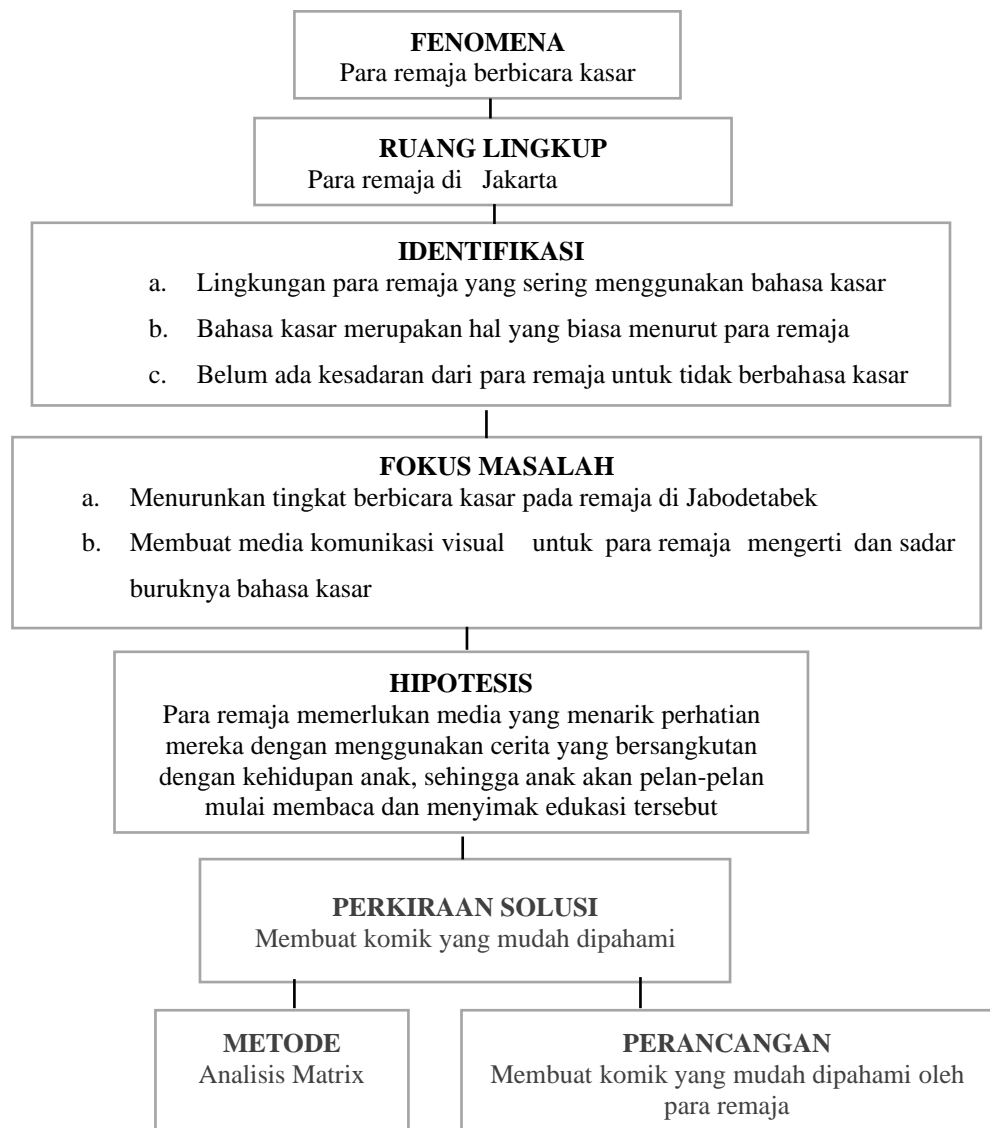 FENOMENA
Para remaja berbicara kasar
RUANG LINGKUP
Para remaja di Jakarta
IDENTIFIKASI
a. Lingkungan para remaja yang sering menggunakan bahasa kasar
b. Bahasa kasar merupakan hal yang biasa menurut para remaja
c. Belum ada kesadaran dari para remaja untuk tidak berbahasa kasar
FOKUS MASALAH
a. Menurunkan tingkat berbicara kasar pada remaja di Jabodetabek
b. Membuat media komunikasi visual untuk para remaja mengerti dan sadar
buruknya bahasa kasar
HIPOTESIS
Para remaja memerlukan media yang menarik perhatian
mereka dengan menggunakan cerita yang bersangkutan
dengan kehidupan anak, sehingga anak akan pelan-pelan
mulai membaca dan menyimak edukasi tersebut
PERKIRAAN SOLUSI
Membuat komik yang mudah dipahami
METODE
Analisis Matrix
PERANCANGAN
Membuat komik yang mudah dipahami oleh
para remaja